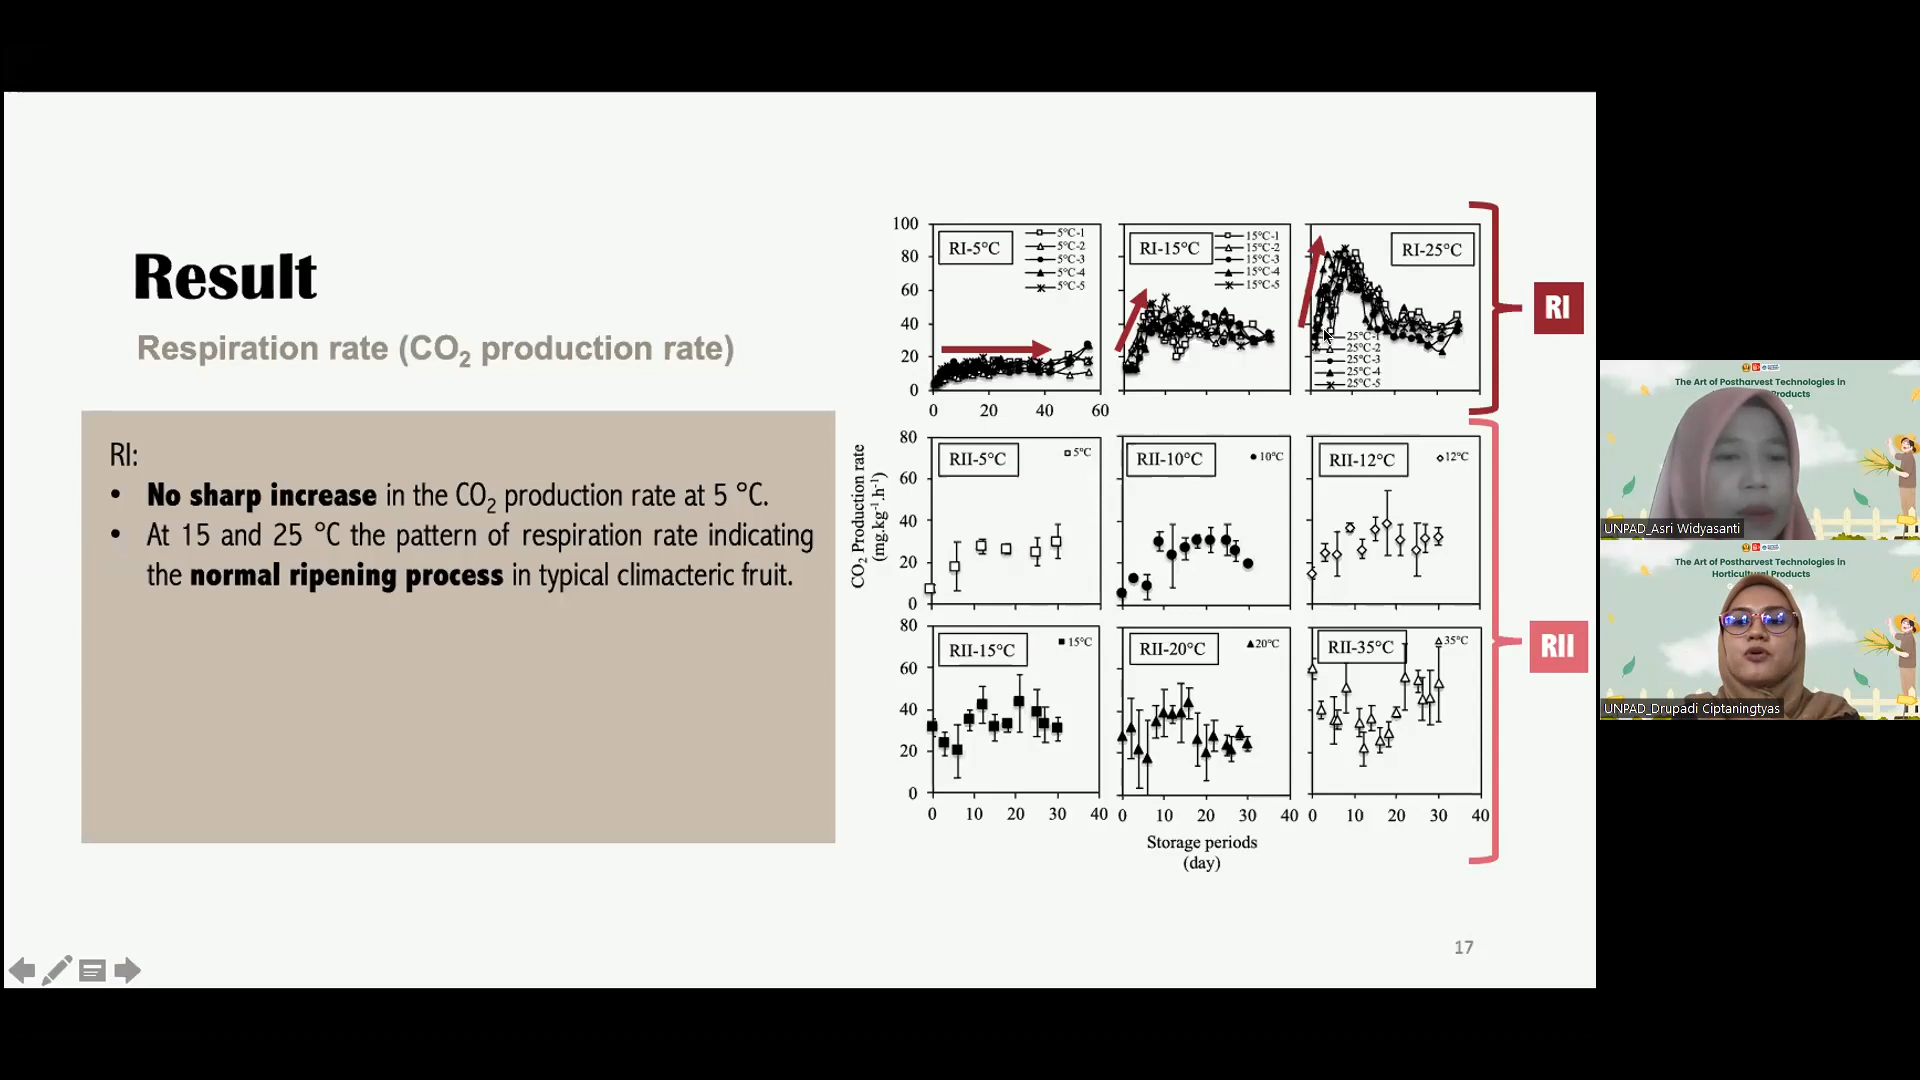 Result
Respiration rate (CO₂ production rate)
RI:
• No sharp increase in the CO₂ production rate at 5 °C.
• At 15 and 25 °C the pattern of respiration rate indicating
the normal ripening process in typical climacteric fruit.
100
80
60
40
20
0
RI-5°C
5°C-1
5°C-2
5°C-3
5°C-4
5°C-5
0 20 40 60
RI-15°C
15°C-1
15°C-2
15°C-3
15°C-4
15°C-5
RI-25°C
25°C-1
25°C-2
25°C-3
25°C-4
25°C-5
RI
CO₂ Production rate
(mg.kg⁻¹.h⁻¹)
80
60
40
20
0
RII-5°C
5°C
RII-10°C
10°C
RII-12°C
12°C
80
60
40
20
0
RII-15°C
15°C
RII-20°C
20°C
RII-35°C
35°C
0 10 20 30 40
0 10 20 30 40
0 10 20 30 40
Storage periods
(day)
RII
17
The Art of Postharvest Technologies in
Products
UNPAD_Asri Widyasanti
The Art of Postharvest Technologies in
Horticultural Products
UNPAD_Drupadi Ciptaningtyas